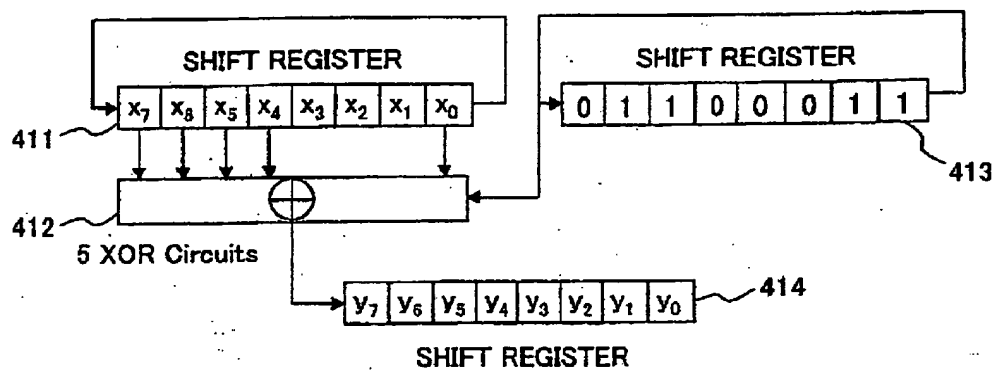 SHIFT REGISTER
x₇ x₈ x₅ x₄ x₃ x₂ x₁ x₀
411
SHIFT REGISTER
0 1 1 0 0 0 1 1
413
412
5 XOR Circuits
y₇ y₆ y₅ y₄ y₃ y₂ y₁ y₀
414
SHIFT REGISTER